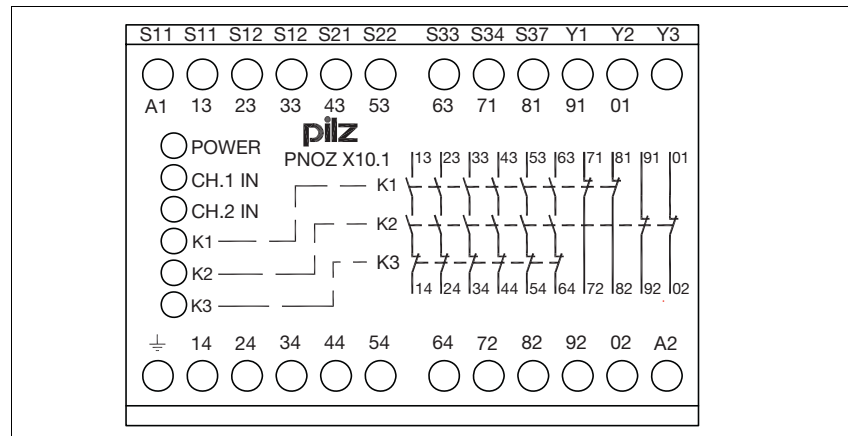 S11 S11 S12 S12 S21 S22 S33 S34 S37 Y1 Y2 Y3
A1 13 23 33 43 53 63 71 81 91 01
pilz
POWER
PNOZ X10.1
13 23 33 43 53 63 71 81 91 01
CH.1 IN
K1
CH.2 IN
K2
K1
K3
K2
14 24 34 44 54 64 72 82 92 02
K3
14 24 34 44 54 64 72 82 92 02 A2